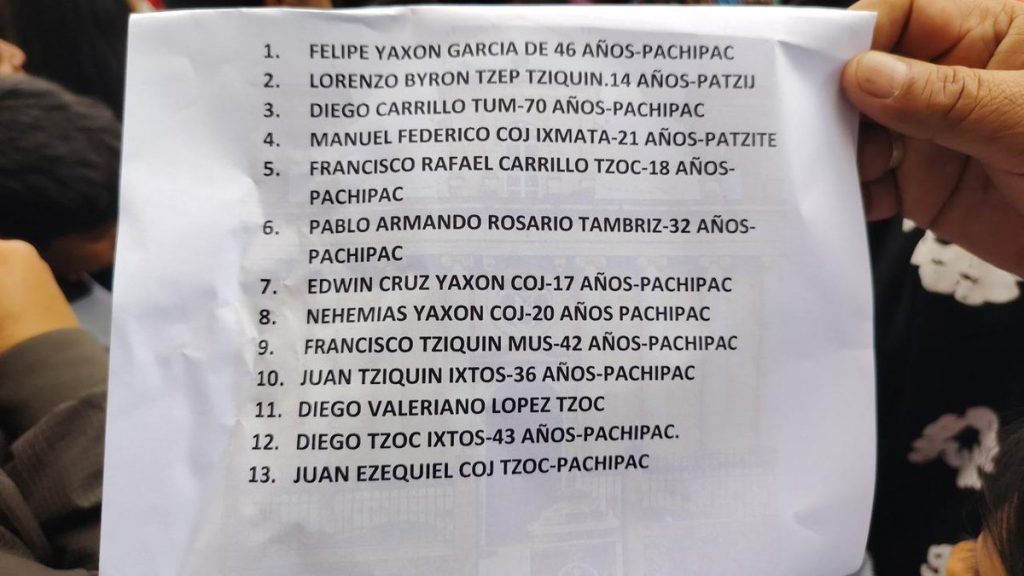 1. FELIPE YAXON GARCIA DE 46 AÑOS-PACHIPAC
2. LORENZO BYRON TZEP TZIQUIN.14 AÑOS-PATZIJ
3. DIEGO CARRILLO TUM-70 AÑOS-PACHIPAC
4. MANUEL FEDERICO COJ IXMATA-21 AÑOS-PATZITE
5. FRANCISCO RAFAEL CARRILLO TZOC-18 AÑOS-
PACHIPAC
6. PABLO ARMANDO ROSARIO TAMBRIZ-32 AÑOS-
PACHIPAC
7. EDWIN CRUZ YAXON COJ-17 AÑOS-PACHIPAC
8. NEHEMIAS YAXON COJ-20 AÑOS PACHIPAC
9. FRANCISCO TZIQUIN MUS-42 AÑOS-PACHIPAC
10. JUAN TZIQUIN IXTOS-36 AÑOS-PACHIPAC
11. DIEGO VALERIANO LOPEZ TZOC
12. DIEGO TZOC IXTOS-43 AÑOS-PACHIPAC.
13. JUAN EZEQUIEL COJ TZOC-PACHIPAC